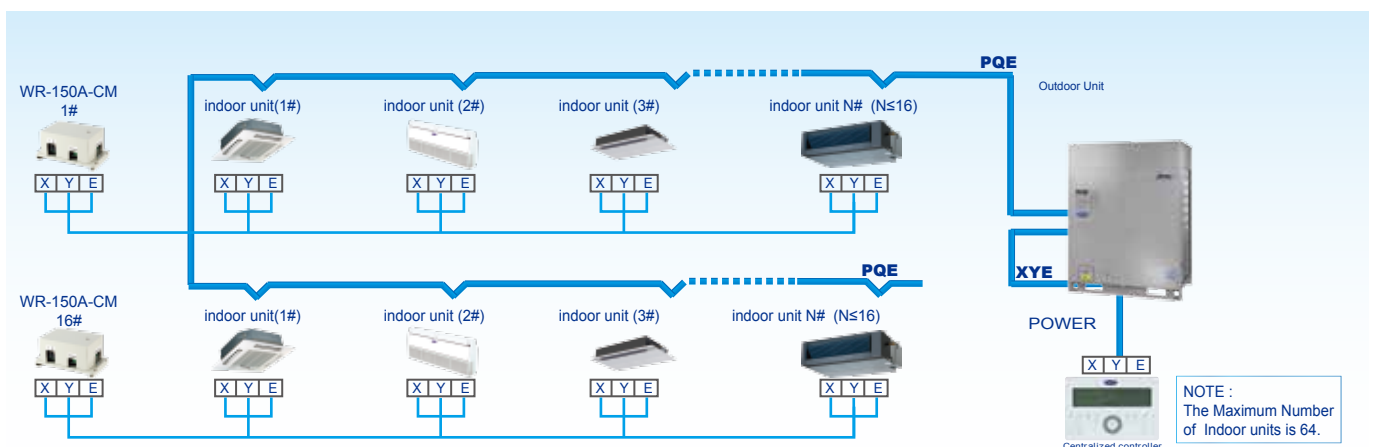 PQE
Outdoor Unit
WR-150A-CM
1#
indoor unit(1#)
indoor unit (2#)
indoor unit (3#)
indoor unit N# (N≤16)
X Y E
X Y E
X Y E
X Y E
X Y E
PQE
XYE
WR-150A-CM
16#
indoor unit(1#)
indoor unit (2#)
indoor unit (3#)
indoor unit N# (N≤16)
POWER
X Y E
X Y E
X Y E
X Y E
X Y E
X Y E
NOTE :
The Maximum Number
of Indoor units is 64.
Centralized controller